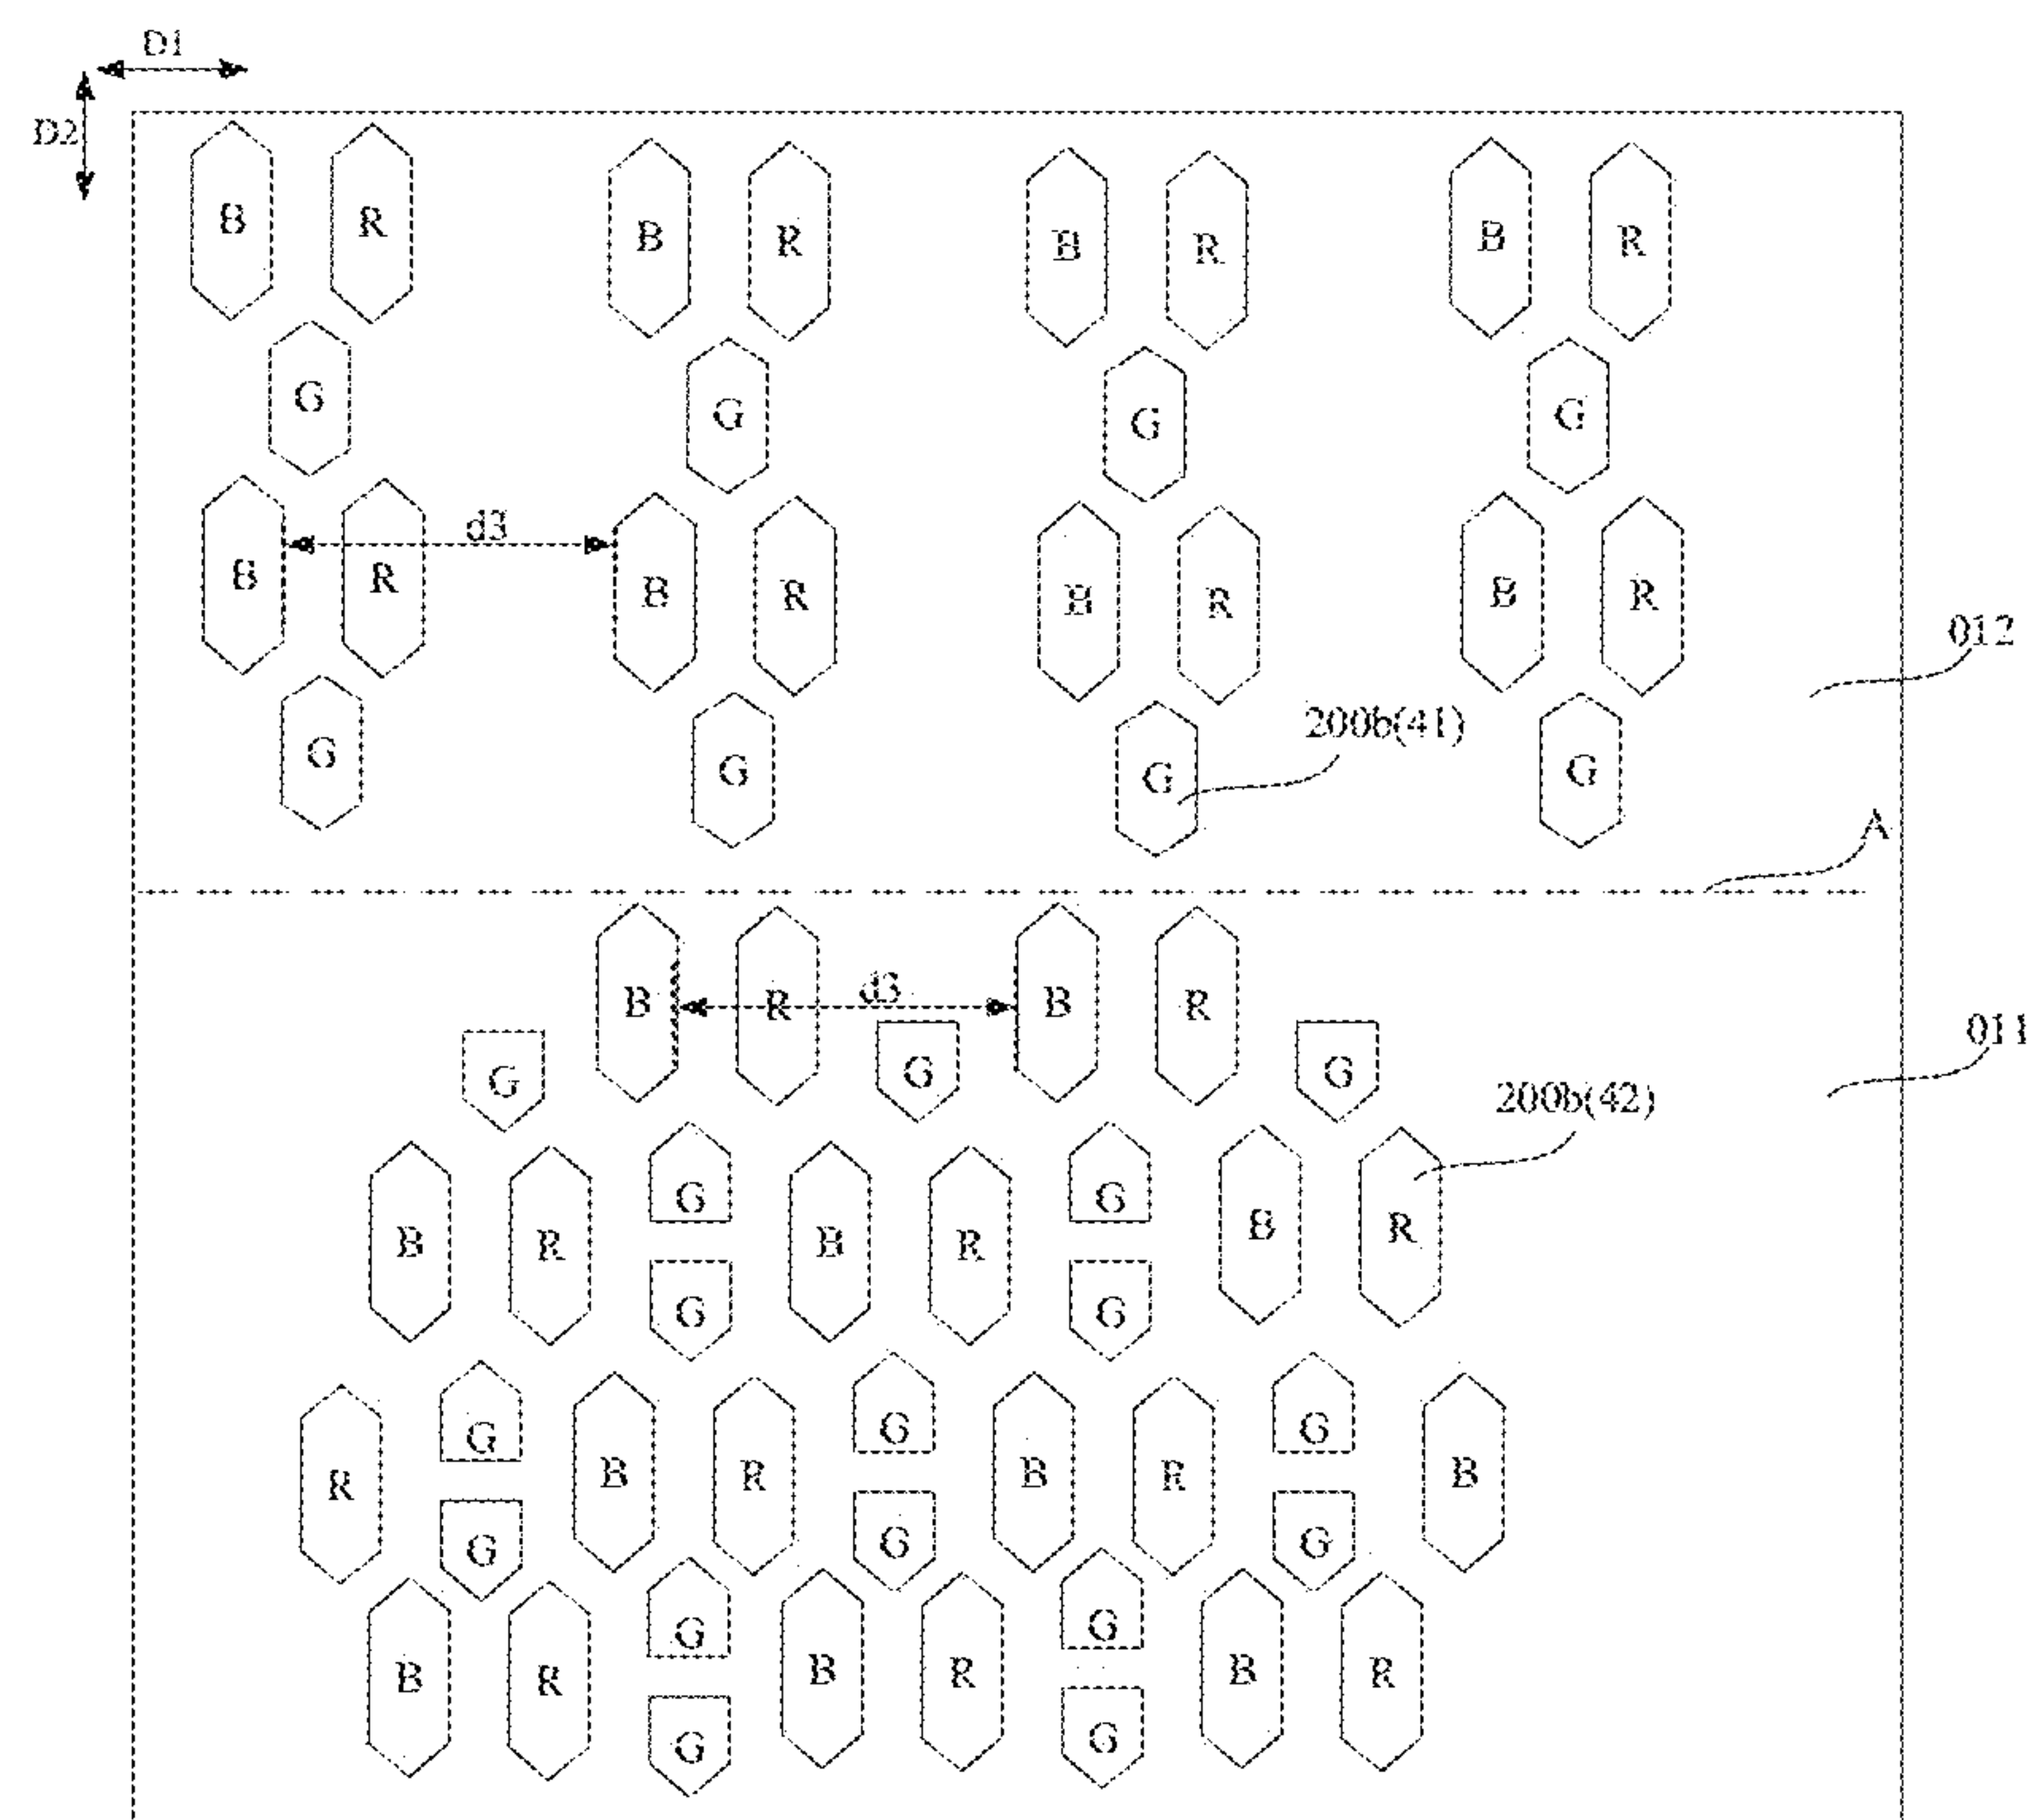 D1
D2
B R B R B R B R
G G G G
d3
B R B R B R B R
012
200b(41)
G G G G
A
d3
B R B R
011
G G G
200b(42)
G G
B R B R B R
G G
G G G
R B R B R B
G G G
G G
B R B R B R
G G